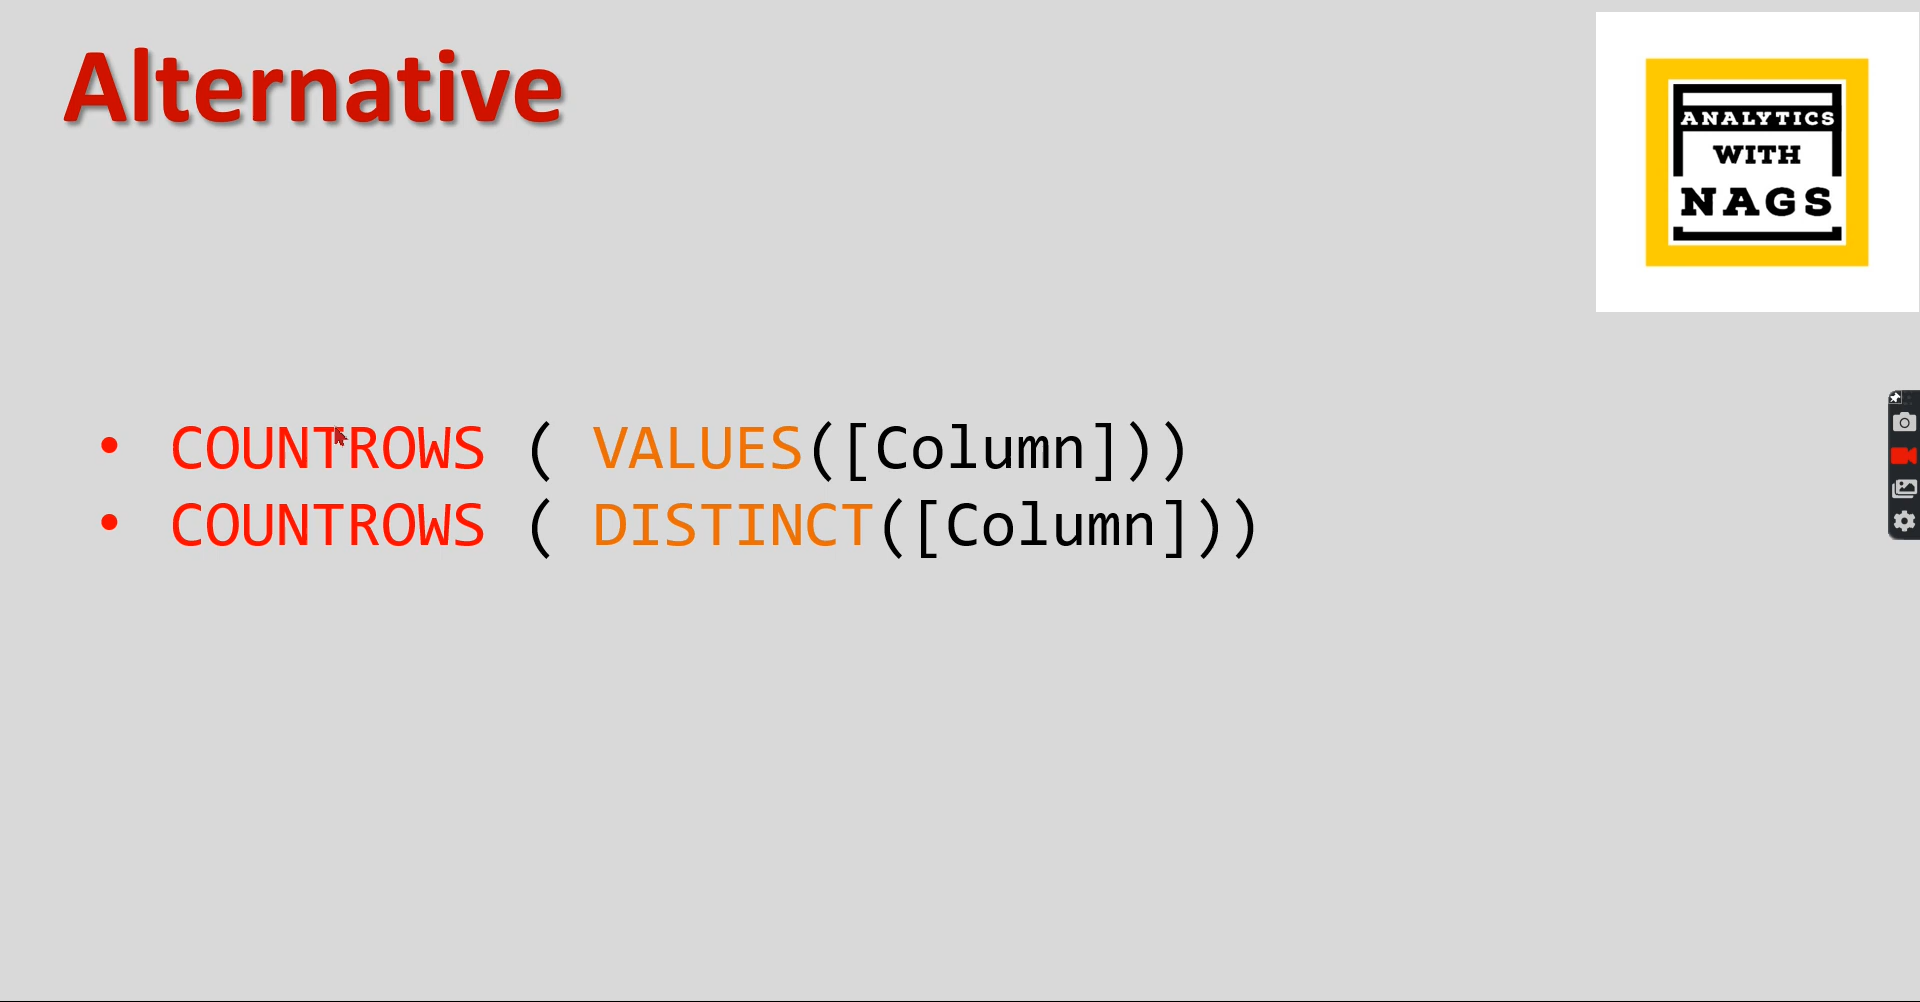 Alternative
ANALYTICS
WITH
NAGS
• COUNTROWS ( VALUES([Column]))
• COUNTROWS ( DISTINCT([Column]))